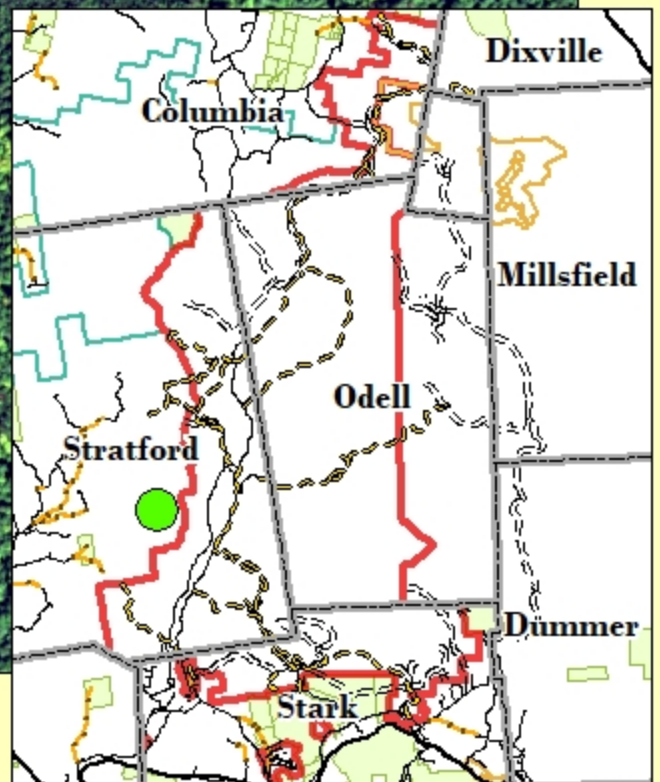 Dixville
Columbia
Millsfield
Odell
Stratford
Dummer
Stark